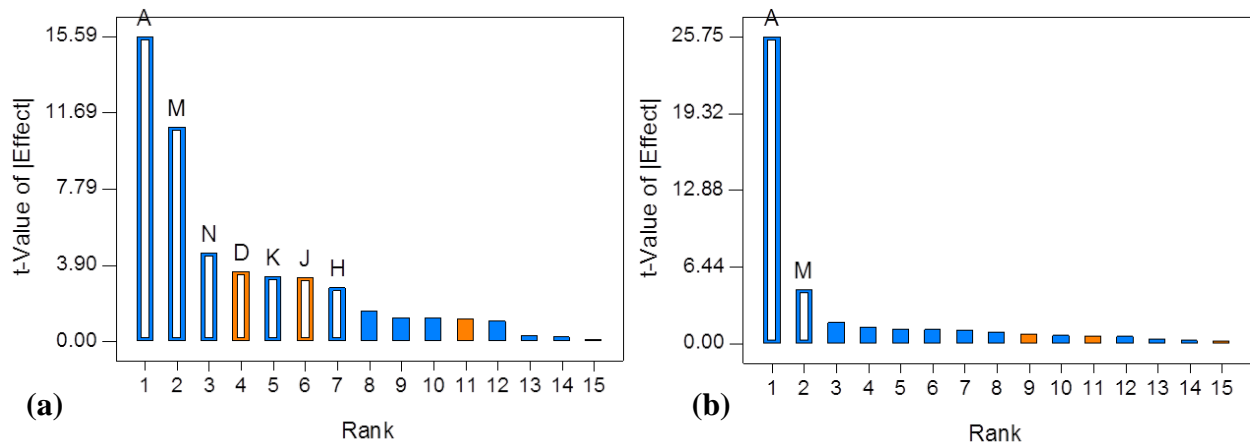 A
15.59
M
11.69
t-Value of |Effect|
7.79
N
D
K
J
H
3.90
0.00
1 2 3 4 5 6 7 8 9 10 11 12 13 14 15
(a)
Rank
A
25.75
19.32
t-Value of |Effect|
12.88
6.44
M
0.00
1 2 3 4 5 6 7 8 9 10 11 12 13 14 15
(b)
Rank